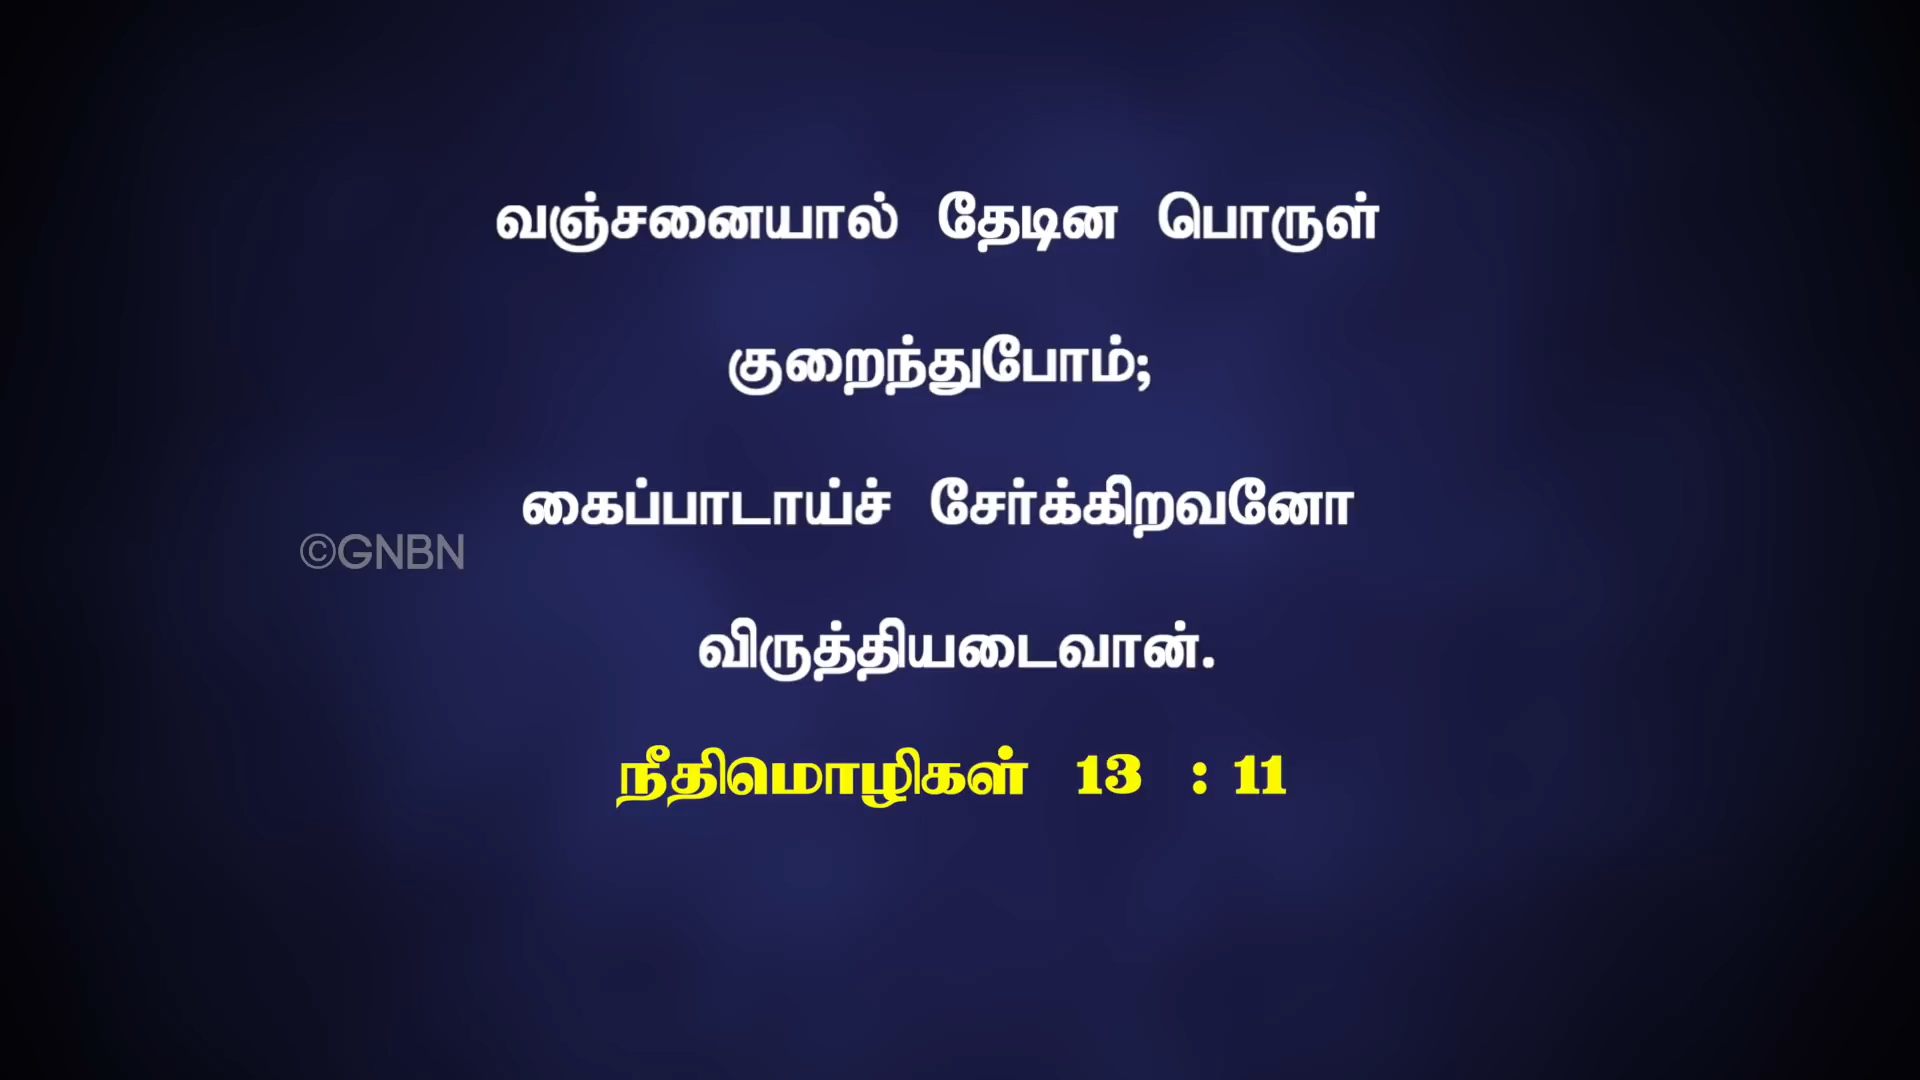 வஞ்சனையால் தேடின பொருள்
குறைந்துபோம்;
கைப்பாடாய்ச் சேர்க்கிறவனோ
©GNBN
விருத்தியடைவான்.
நீதிமொழிகள் 13 : 11